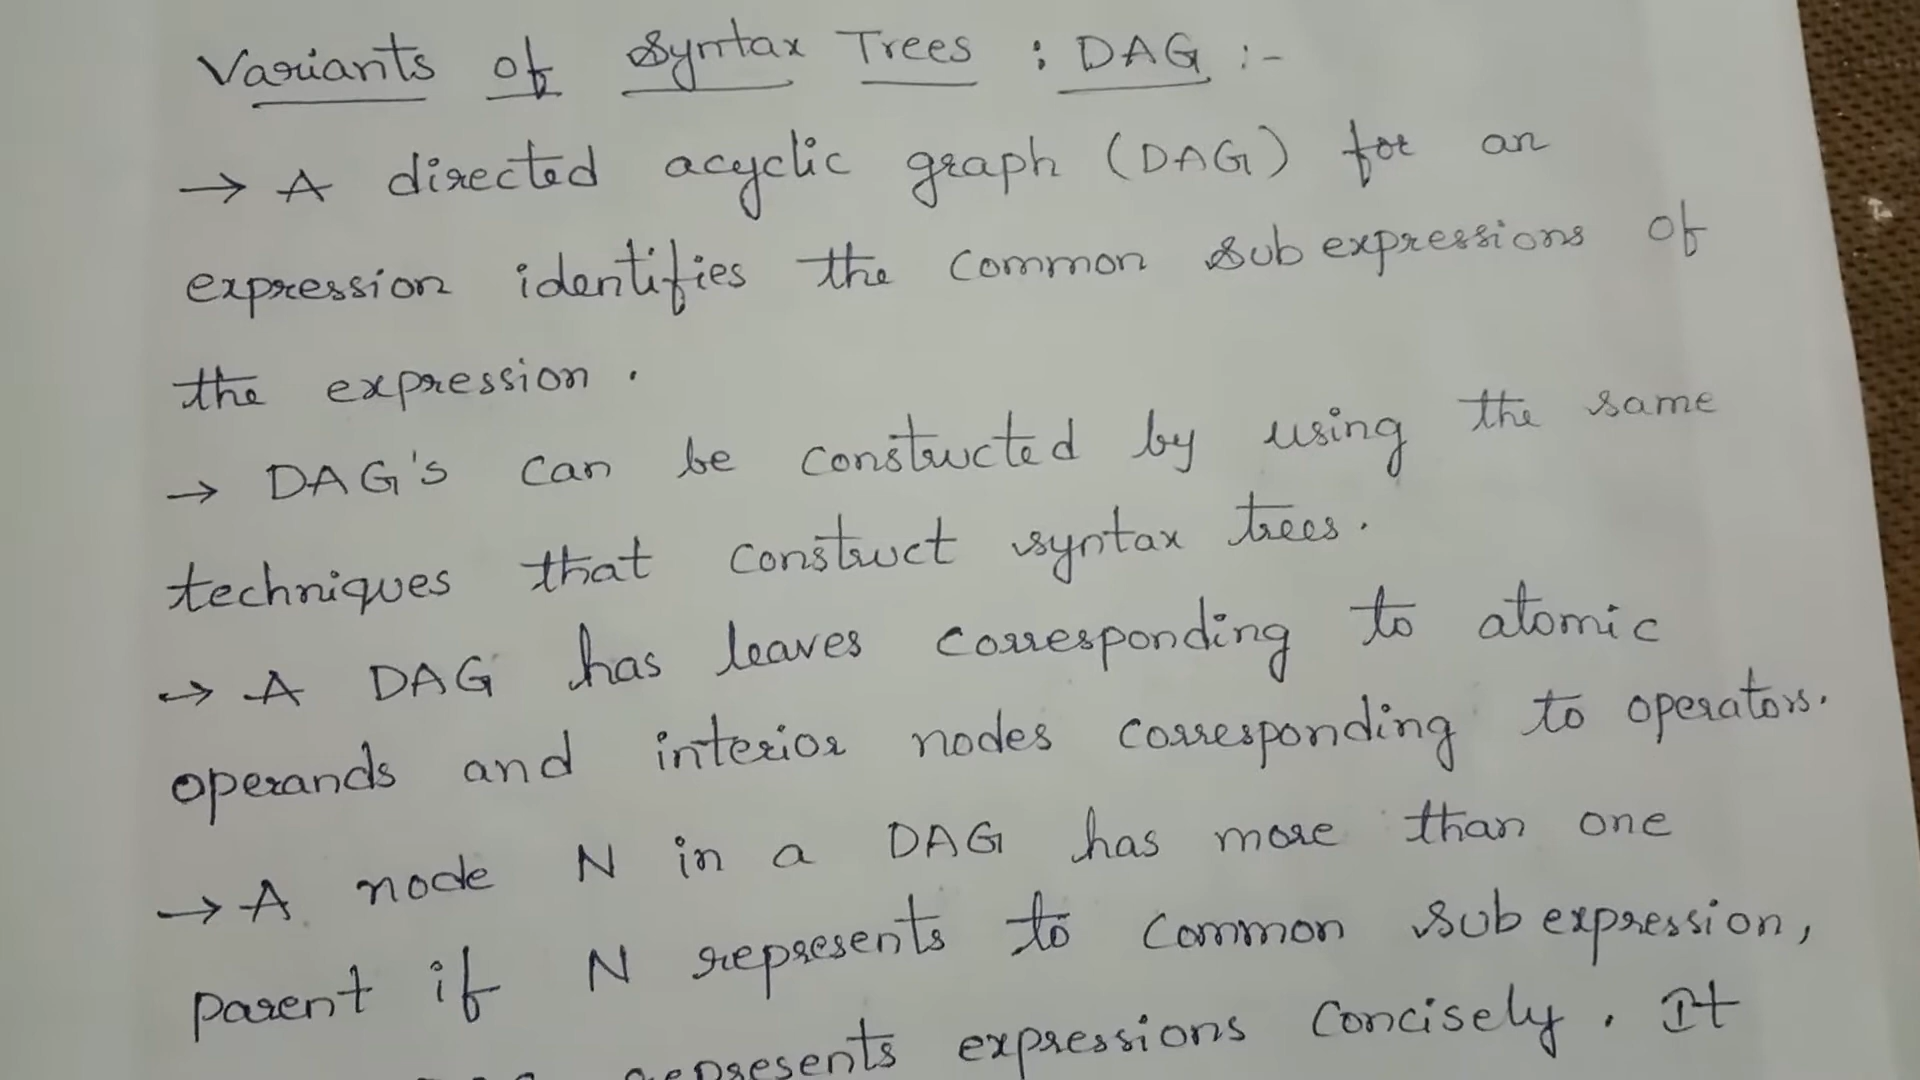 Variants of Syntax Trees : DAG :-
→ A directed acyclic graph (DAG) for an
expression identifies the common sub expressions of
the expression .
→ DAG's can be constructed by using the same
techniques that construct syntax trees.
→ A DAG has leaves corresponding to atomic
operands and interior nodes corresponding to operators.
→ A node N in a DAG has more than one
parent if N represents to common sub expression,
represents expressions concisely . It